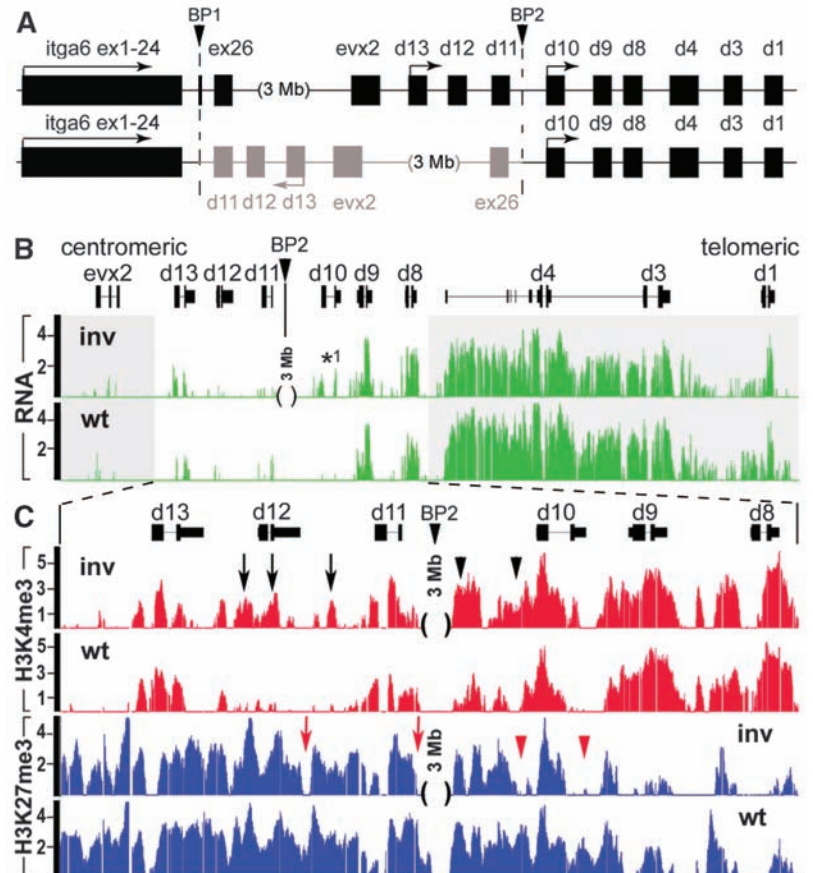 A
BP1 BP2
itga6 ex1-24 ex26 evx2 d13 d12 d11 d10 d9 d8 d4 d3 d1
(3 Mb)
itga6 ex1-24 d10 d9 d8 d4 d3 d1
(3 Mb)
d11 d12 d13 evx2 ex26
B centromeric BP2 telomeric
evx2 d13 d12 d11 d10 d9 d8 d4 d3 d1
RNA
4
2
inv
3 Mb
( )
*1
4
2
wt
C
d13 d12 d11 BP2 d10 d9 d8
H3K4me3
5
3
1
inv
3 Mb
( )
5
3
1
wt
H3K27me3
4
2
3 Mb
( )
inv
4
2
wt